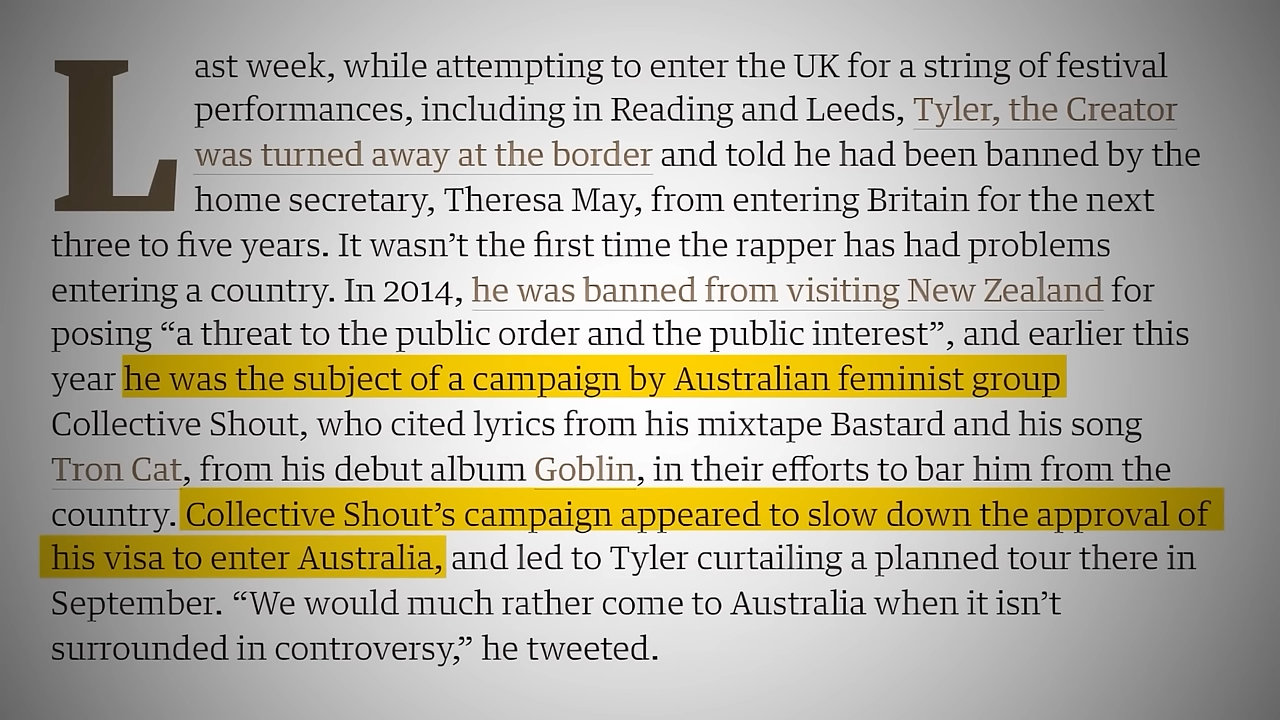 Last week, while attempting to enter the UK for a string of festival
performances, including in Reading and Leeds, Tyler, the Creator
was turned away at the border and told he had been banned by the
home secretary, Theresa May, from entering Britain for the next
three to five years. It wasn’t the first time the rapper has had problems
entering a country. In 2014, he was banned from visiting New Zealand for
posing “a threat to the public order and the public interest”, and earlier this
year he was the subject of a campaign by Australian feminist group
Collective Shout, who cited lyrics from his mixtape Bastard and his song
Tron Cat, from his debut album Goblin, in their efforts to bar him from the
country. Collective Shout’s campaign appeared to slow down the approval of
his visa to enter Australia, and led to Tyler curtailing a planned tour there in
September. “We would much rather come to Australia when it isn’t
surrounded in controversy,” he tweeted.